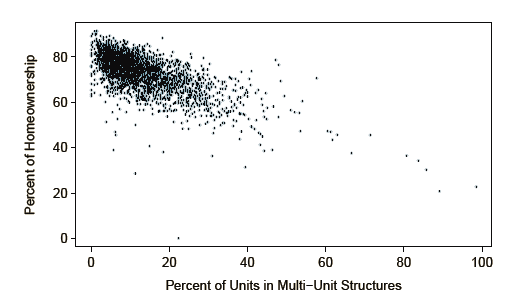 80
60
40
20
0
Percent of Homeownership
0 20 40 60 80 100
Percent of Units in Multi−Unit Structures